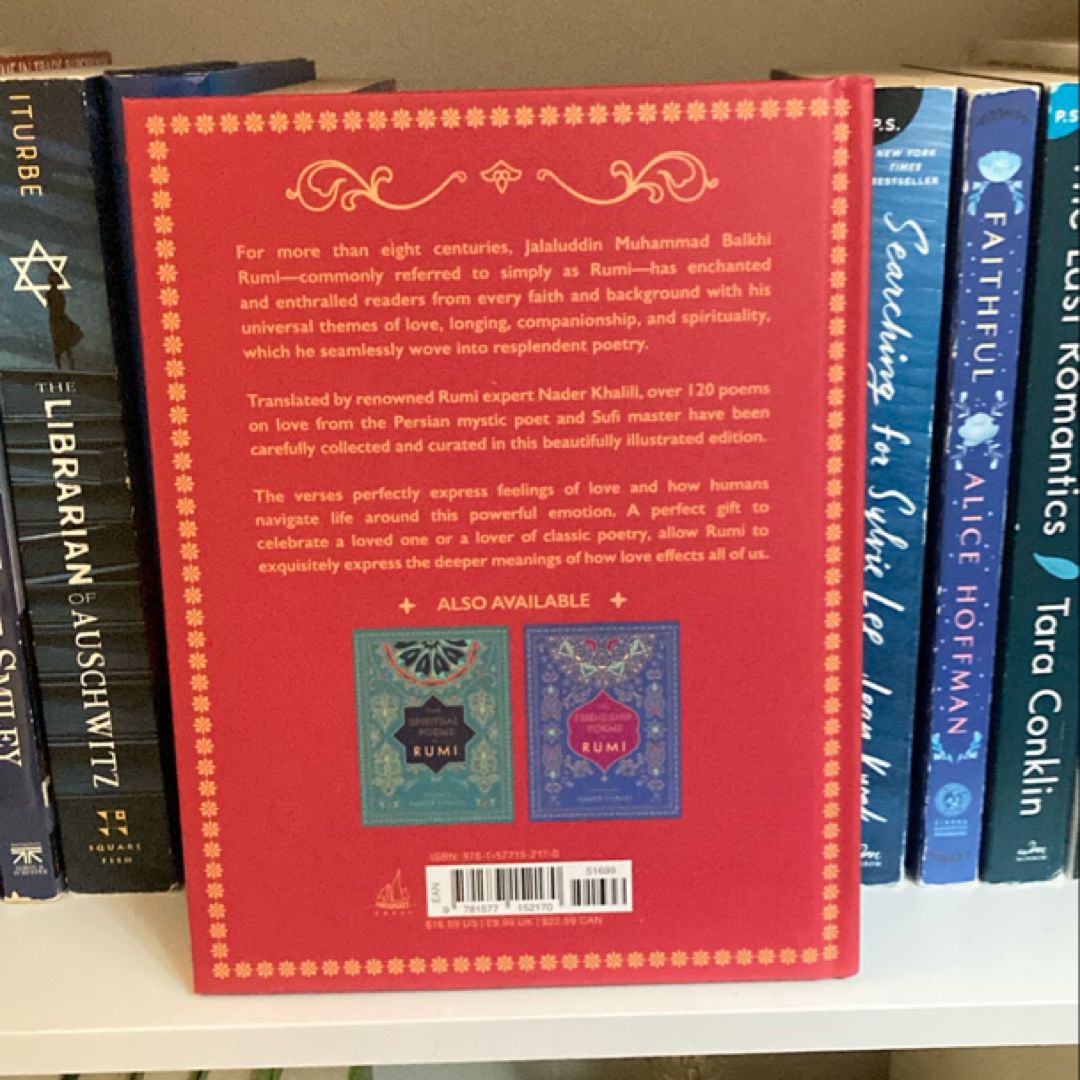 ITURBE
THE
LIBRARIAN
OF
AUSCHWITZ
SQUARE
FISH
SMILEY
For more than eight centuries, Jalaluddin Muhammad Balkhi
Rumi—commonly referred to simply as Rumi—has enchanted
and enthralled readers from every faith and background with his
universal themes of love, longing, companionship, and spirituality,
which he seamlessly wove into resplendent poetry.
Translated by renowned Rumi expert Nader Khalili, over 120 poems
on love from the Persian mystic poet and Sufi master have been
carefully collected and curated in this beautifully illustrated edition.
The verses perfectly express feelings of love and how humans
navigate life around this powerful emotion. A perfect gift to
celebrate a loved one or a lover of classic poetry, allow Rumi to
exquisitely express the deeper meanings of how love effects all of us.
ALSO AVAILABLE
THE
SPIRITUAL
POEMS
RUMI
THE
FRIENDSHIP
POEMS
RUMI
ISBN: 978-1-57715-217-0
51699
EAN
9 781577 152170
PRESS
$16.99 US | £9.99 UK | $22.99 CAN
P.S.
NEW YORK
TIMES
BESTSELLER
Searching for Sylvie Lee Jean Kwok
FAITHFUL
ALICE HOFFMAN
P.S.
The Last Romantics
Tara Conklin